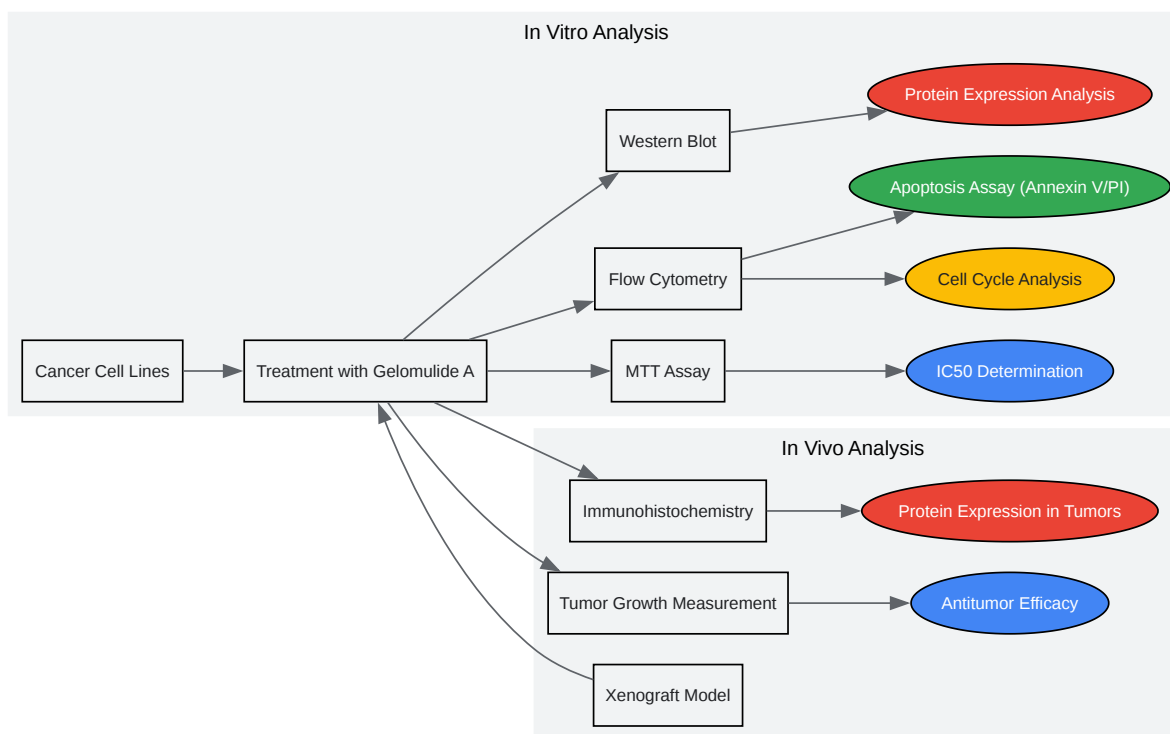 In Vitro Analysis
Protein Expression Analysis
Western Blot
Apoptosis Assay (Annexin V/PI)
Flow Cytometry
Cell Cycle Analysis
Cancer Cell Lines
Treatment with Gelomulide A
MTT Assay
IC50 Determination
In Vivo Analysis
Immunohistochemistry
Protein Expression in Tumors
Tumor Growth Measurement
Antitumor Efficacy
Xenograft Model